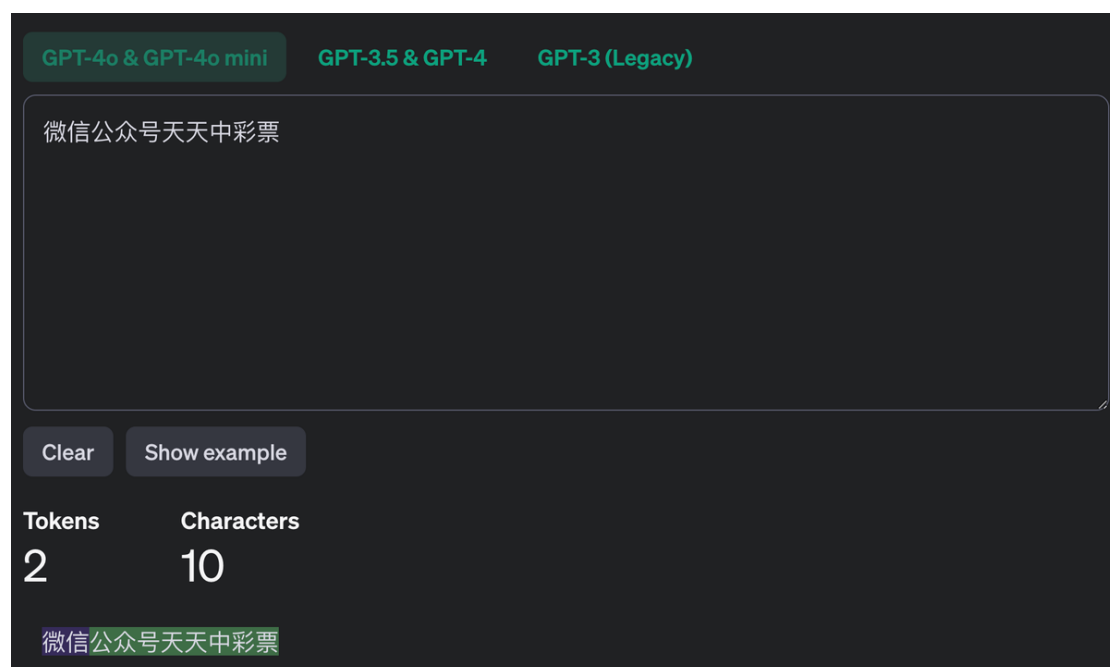 GPT-4o & GPT-4o mini GPT-3.5 & GPT-4 GPT-3 (Legacy)
微信公众号天天中彩票
Clear Show example
Tokens Characters
2 10
微信公众号天天中彩票